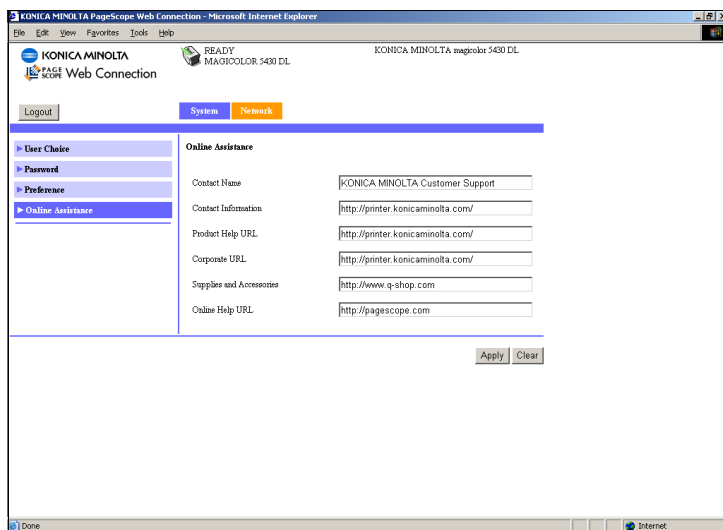 KONICA MINOLTA PageScope Web Connection - Microsoft Internet Explorer
File Edit View Favorites Tools Help
KONICA MINOLTA
PAGE SCOPE Web Connection
READY
MAGICOLOR 5430 DL
KONICA MINOLTA magicolor 5430 DL
Logout
System Network
User Choice
Password
Preference
Online Assistance
Online Assistance
Contact Name KONICA MINOLTA Customer Support
Contact Information http://printer.konicaminolta.com/
Product Help URL http://printer.konicaminolta.com/
Corporate URL http://printer.konicaminolta.com/
Supplies and Accessories http://www.q-shop.com
Online Help URL http://pagescope.com
Apply Clear
Done Internet